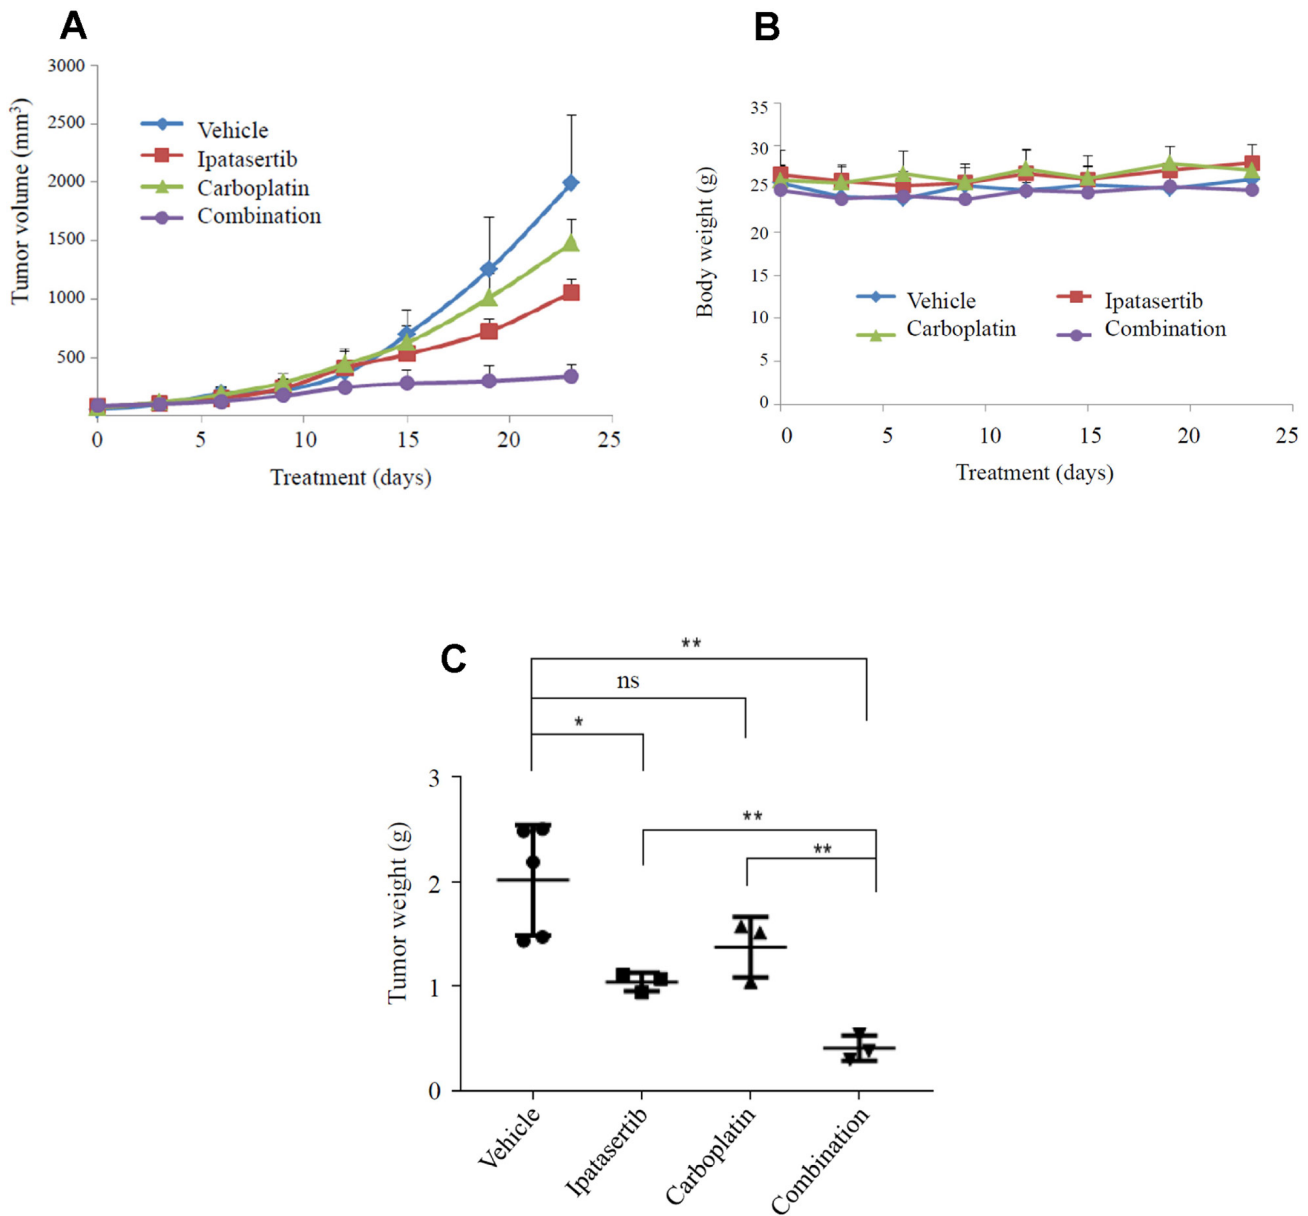 A
3000
2500
2000
1500
1000
500
Tumor volume (mm³)
Vehicle
Ipatasertib
Carboplatin
Combination
0 5 10 15 20 25
Treatment (days)
B
35
30
25
20
15
10
5
0
Body weight (g)
Vehicle Ipatasertib
Carboplatin Combination
0 5 10 15 20 25
Treatment (days)
C
**
ns
*
**
**
3
2
1
0
Tumor weight (g)
Vehicle
Ipatasertib
Carboplatin
Combination